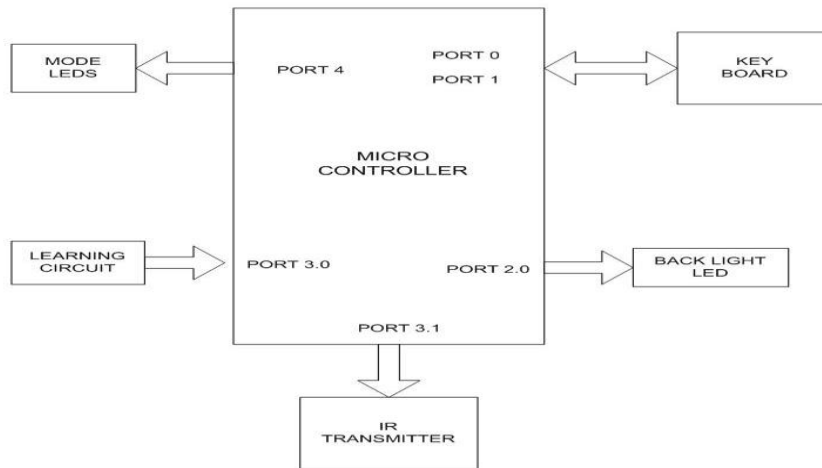 MODE
LEDS
PORT 4
PORT 0
PORT 1
KEY
BOARD
MICRO
CONTROLLER
LEARNING
CIRCUIT
PORT 3.0
PORT 2.0
BACK LIGHT
LED
PORT 3.1
IR
TRANSMITTER